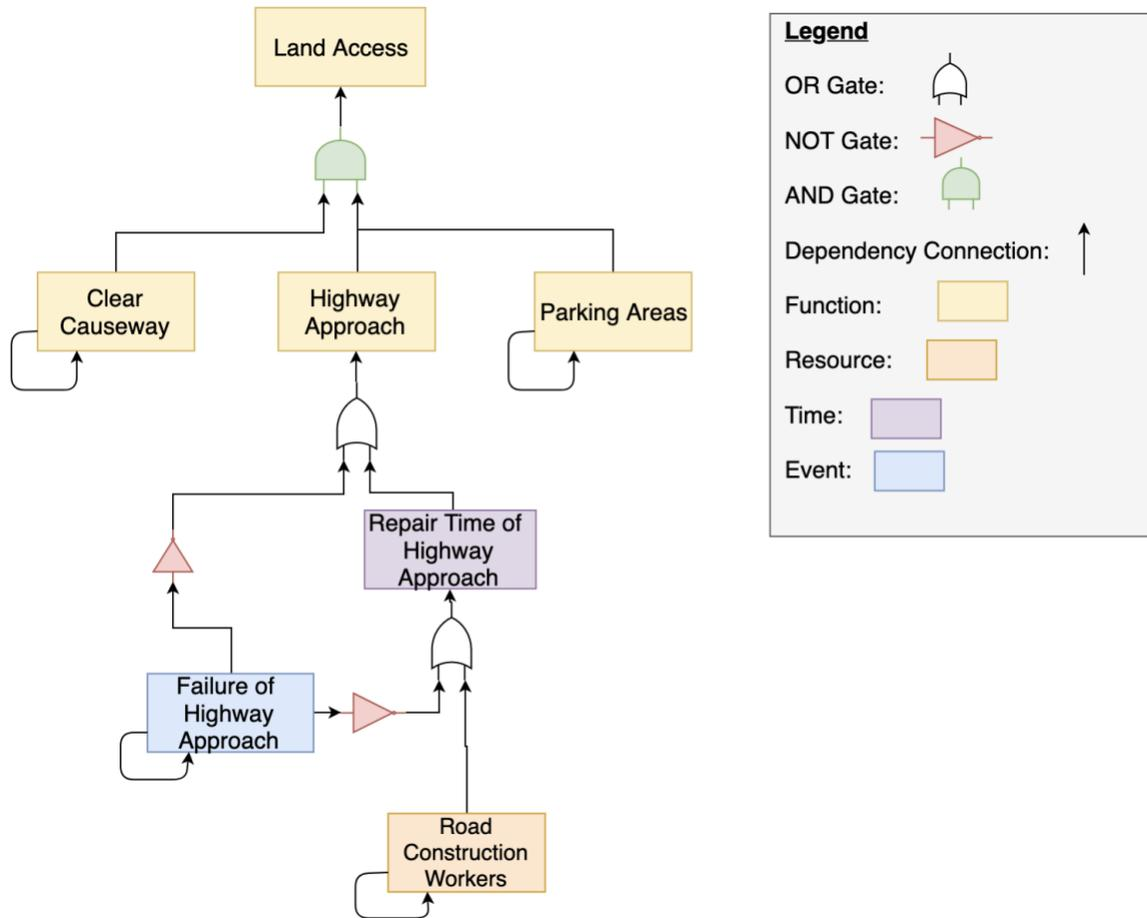 Land Access
Clear
Causeway
Highway
Approach
Parking Areas
Repair Time of
Highway
Approach
Failure of
Highway
Approach
Road
Construction
Workers
Legend
OR Gate:
NOT Gate:
AND Gate:
Dependency Connection:
Function:
Resource:
Time:
Event: